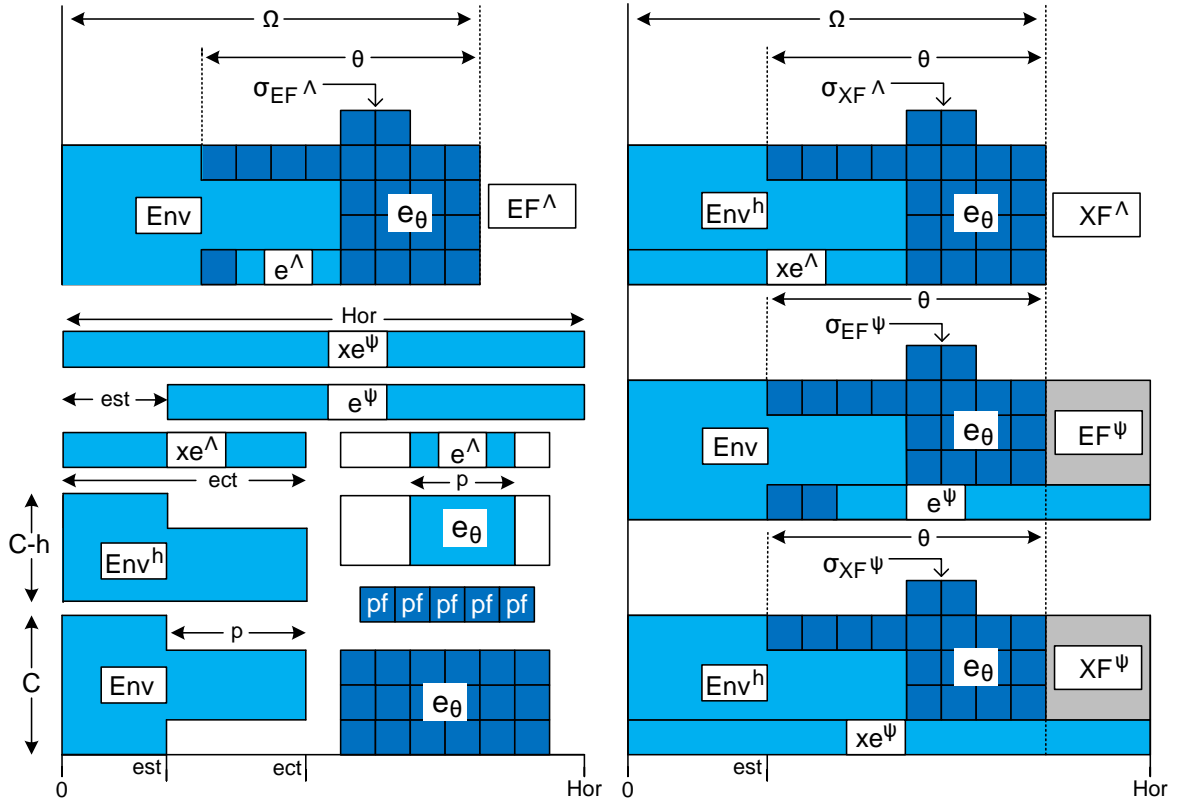 Ω
θ
σEF^
Env
eθ
e^
EF^
Hor
xeψ
est
eψ
xe^
e^
ect
p
C-h
Envh
eθ
pf pf pf pf pf
C
p
Env
eθ
est
ect
0
Hor
Ω
θ
σXF^
Envh
eθ
xe^
XF^
θ
σEFψ
Env
eθ
EFψ
eψ
θ
σXFψ
Envh
eθ
XFψ
xeψ
est
0
Hor